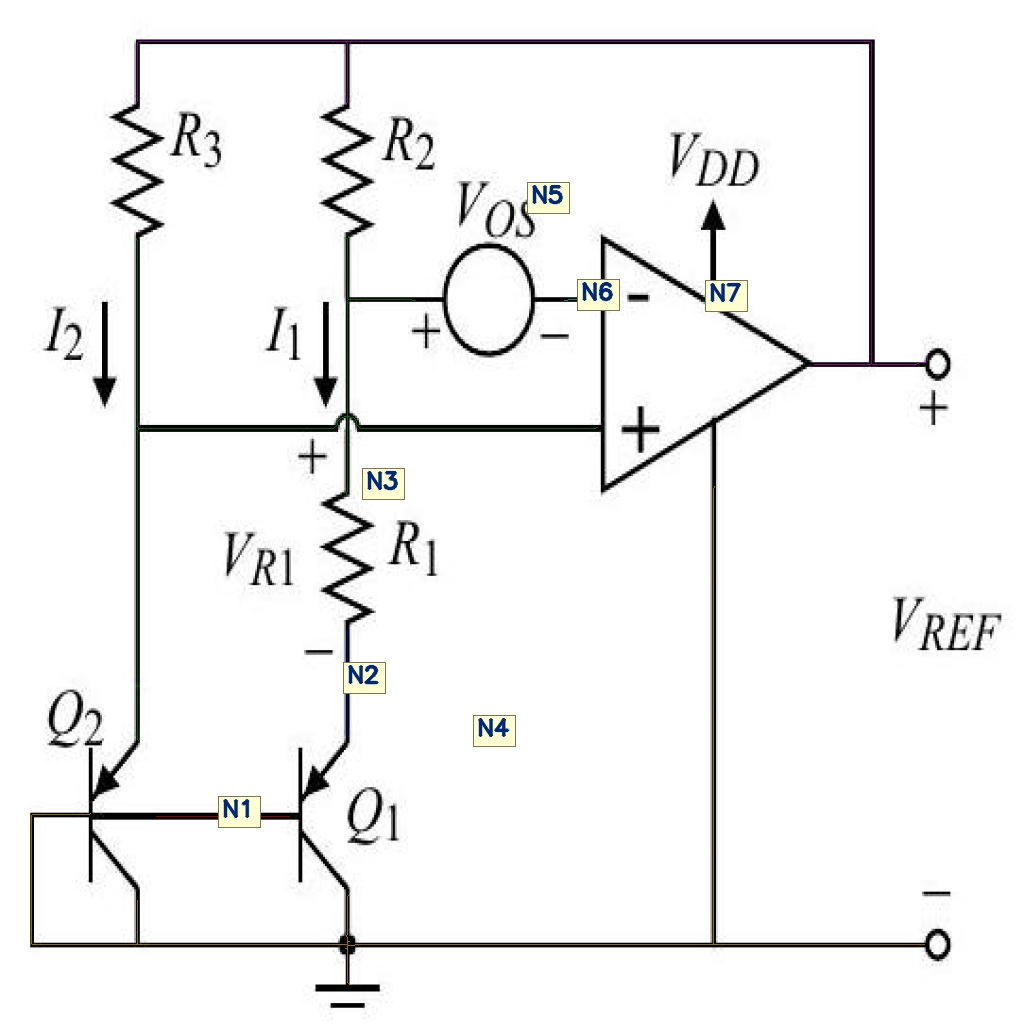 R3
R2
VDD
VOS
N5
N6
-
N7
I2
I1
+
−
+
+
+
N3
VR1
R1
VREF
−
N2
Q2
N4
N1
Q1
−